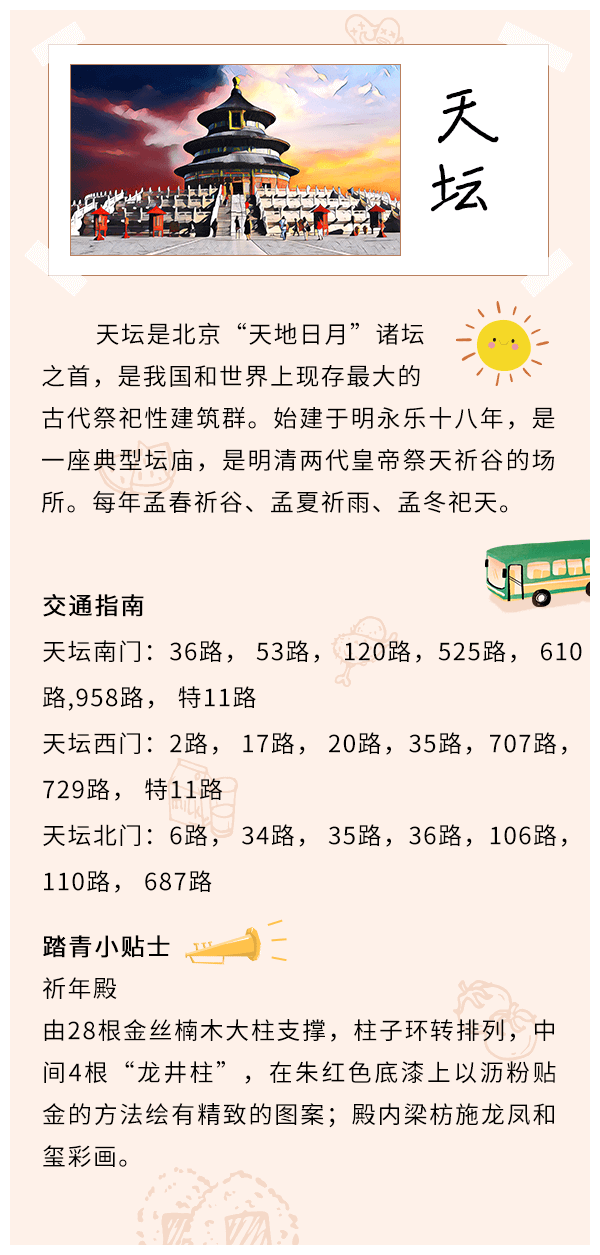 天
坛
天坛是北京“天地日月”诸坛
之首，是我国和世界上现存最大的
古代祭祀性建筑群。始建于明永乐十八年，是
一座典型坛庙，是明清两代皇帝祭天祈谷的场
所。每年孟春祈谷、孟夏祈雨、孟冬祀天。
交通指南
天坛南门：36路， 53路， 120路，525路， 610
路,958路， 特11路
天坛西门：2路， 17路， 20路，35路，707路，
729路， 特11路
天坛北门：6路， 34路， 35路，36路，106路，
110路， 687路
踏青小贴士
祈年殿
由28根金丝楠木大柱支撑，柱子环转排列，中
间4根“龙井柱”，在朱红色底漆上以沥粉贴
金的方法绘有精致的图案；殿内梁枋施龙凤和
玺彩画。